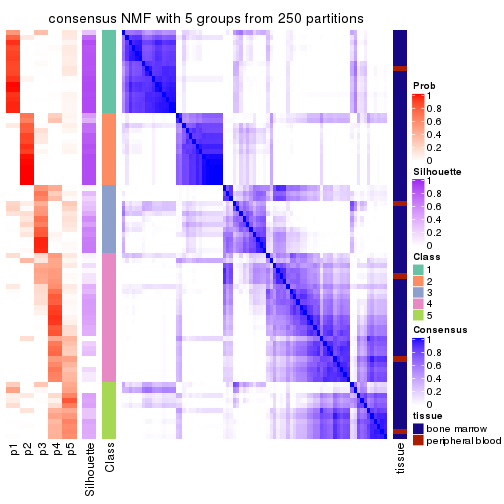 consensus NMF with 5 groups from 250 partitions
Prob
1
0.8
0.6
0.4
0.2
0
Silhouette
1
0.8
0.6
0.4
0.2
0
Class
1
2
3
4
5
Consensus
1
0.8
0.6
0.4
0.2
0
tissue
bone marrow
peripheral blood
p1
p2
p3
p4
p5
Silhouette
Class
tissue